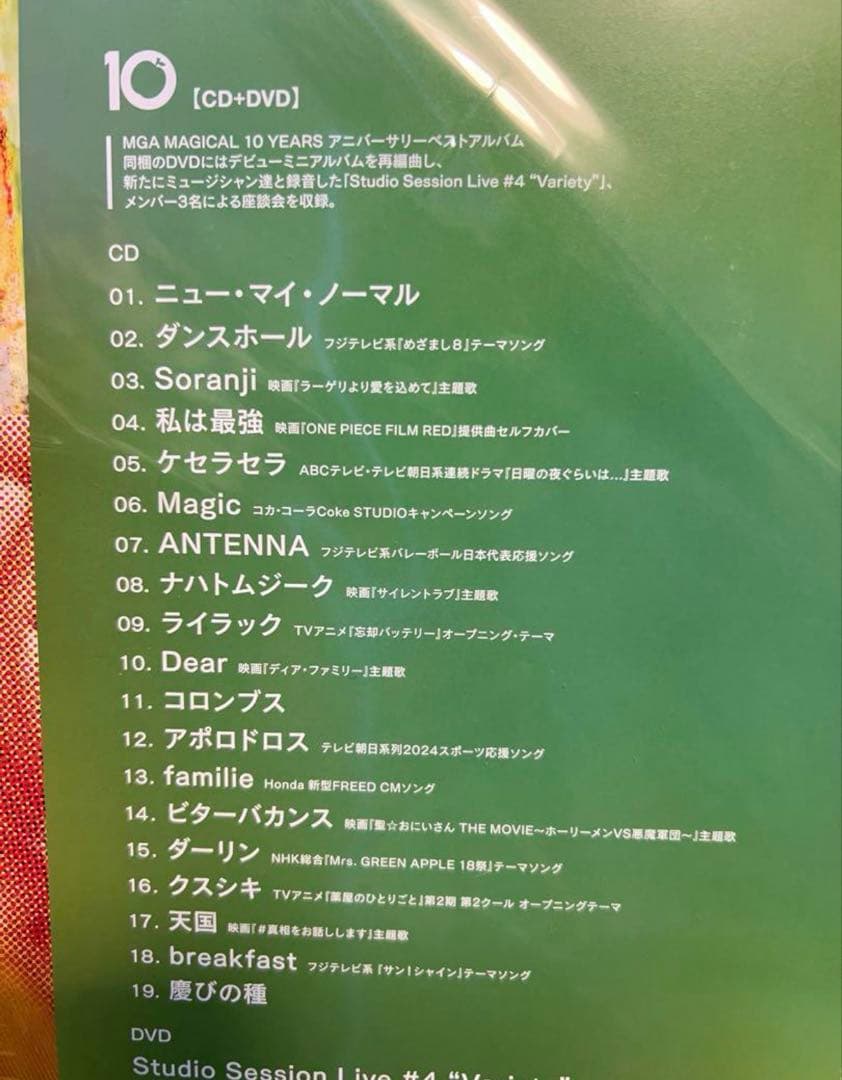 10【CD+DVD】
MGA MAGICAL 10 YEARS アニバーサリーベストアルバム
同梱のDVDにはデビューミニアルバムを再編曲し、
新たにミュージシャン達と録音した「Studio Session Live #4 “Variety”」、
メンバー3名による座談会を収録。
CD
01. ニュー・マイ・ノーマル
02. ダンスホール フジテレビ系『めざまし8』テーマソング
03. Soranji 映画『ラーゲリより愛を込めて』主題歌
04. 私は最強 映画『ONE PIECE FILM RED』提供曲セルフカバー
05. ケセラセラ ABCテレビ・テレビ朝日系連続ドラマ『日曜の夜ぐらいは...』主題歌
06. Magic コカ・コーラCoke STUDIOキャンペーンソング
07. ANTENNA フジテレビ系バレーボール日本代表応援ソング
08. ナハトムジーク 映画『サイレントラブ』主題歌
09. ライラック TVアニメ『忘却バッテリー』オープニング・テーマ
10. Dear 映画『ディア・ファミリー』主題歌
11. コロンブス
12. アポロドロス テレビ朝日系列2024スポーツ応援ソング
13. familie Honda 新型FREED CMソング
14. ビターバカンス 映画『聖☆おにいさん THE MOVIE～ホーリーメンVS悪魔軍団～』主題歌
15. ダーリン NHK総合『Mrs. GREEN APPLE 18祭』テーマソング
16. クスシキ TVアニメ『薬屋のひとりごと』第2期 第2クール オープニングテーマ
17. 天国 映画『#真相をお話しします』主題歌
18. breakfast フジテレビ系『サン!シャイン』テーマソング
19. 慶びの種
DVD
Studio Session Live #4 “Variety”